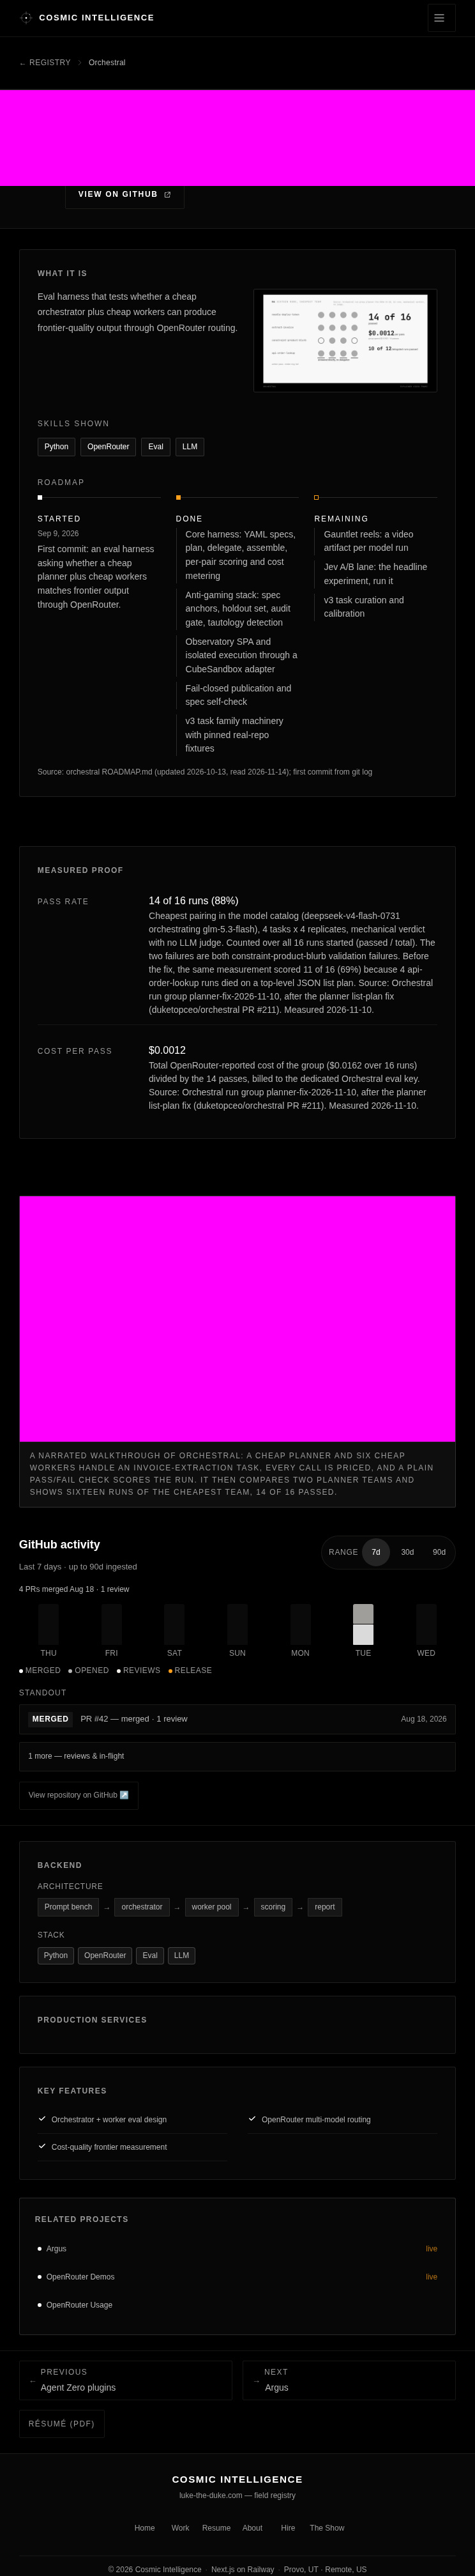 COSMIC INTELLIGENCE
← REGISTRY > Orchestral
VIEW ON GITHUB
WHAT IT IS
Eval harness that tests whether a cheap
orchestrator plus cheap workers can produce
frontier-quality output through OpenRouter routing.
14 of 16
$0.0012
10 of 12
SKILLS SHOWN
Python OpenRouter Eval LLM
ROADMAP
STARTED
Sep 9, 2026
First commit: an eval harness
asking whether a cheap
planner plus cheap workers
matches frontier output
through OpenRouter.
DONE
Core harness: YAML specs,
plan, delegate, assemble,
per-pair scoring and cost
metering
Anti-gaming stack: spec
anchors, holdout set, audit
gate, tautology detection
Observatory SPA and
isolated execution through a
CubeSandbox adapter
Fail-closed publication and
spec self-check
v3 task family machinery
with pinned real-repo
fixtures
REMAINING
Gauntlet reels: a video
artifact per model run
Jev A/B lane: the headline
experiment, run it
v3 task curation and
calibration
Source: orchestral ROADMAP.md (updated 2026-10-13, read 2026-11-14); first commit from git log
MEASURED PROOF
PASS RATE
14 of 16 runs (88%)
Cheapest pairing in the model catalog (deepseek-v4-flash-0731
orchestrating glm-5.3-flash), 4 tasks x 4 replicates, mechanical verdict
with no LLM judge. Counted over all 16 runs started (passed / total). The
two failures are both constraint-product-blurb validation failures. Before
the fix, the same measurement scored 11 of 16 (69%) because 4 api-
order-lookup runs died on a top-level JSON list plan. Source: Orchestral
run group planner-fix-2026-11-10, after the planner list-plan fix
(duketopceo/orchestral PR #211). Measured 2026-11-10.
COST PER PASS
$0.0012
Total OpenRouter-reported cost of the group ($0.0162 over 16 runs)
divided by the 14 passes, billed to the dedicated Orchestral eval key.
Source: Orchestral run group planner-fix-2026-11-10, after the planner
list-plan fix (duketopceo/orchestral PR #211). Measured 2026-11-10.
A NARRATED WALKTHROUGH OF ORCHESTRAL: A CHEAP PLANNER AND SIX CHEAP
WORKERS HANDLE AN INVOICE-EXTRACTION TASK, EVERY CALL IS PRICED, AND A PLAIN
PASS/FAIL CHECK SCORES THE RUN. IT THEN COMPARES TWO PLANNER TEAMS AND
SHOWS SIXTEEN RUNS OF THE CHEAPEST TEAM, 14 OF 16 PASSED.
GitHub activity
Last 7 days · up to 90d ingested
RANGE 7d 30d 90d
4 PRs merged Aug 18 · 1 review
THU FRI SAT SUN MON TUE WED
MERGED OPENED REVIEWS RELEASE
STANDOUT
MERGED PR #42 — merged · 1 review Aug 18, 2026
1 more — reviews & in-flight
View repository on GitHub ↗
BACKEND
ARCHITECTURE
Prompt bench → orchestrator → worker pool → scoring → report
STACK
Python OpenRouter Eval LLM
PRODUCTION SERVICES
KEY FEATURES
Orchestrator + worker eval design
OpenRouter multi-model routing
Cost-quality frontier measurement
RELATED PROJECTS
Argus live
OpenRouter Demos live
OpenRouter Usage
PREVIOUS
← Agent Zero plugins
NEXT
→ Argus
RÉSUMÉ (PDF)
COSMIC INTELLIGENCE
luke-the-duke.com — field registry
Home Work Resume About Hire The Show
© 2026 Cosmic Intelligence · Next.js on Railway · Provo, UT · Remote, US